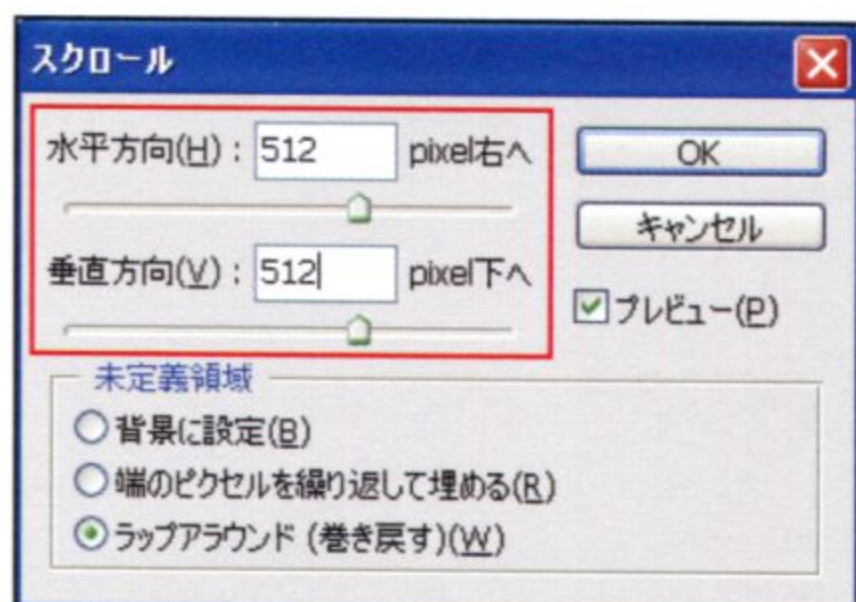 スクロール
水平方向(H) : 512 pixel右へ
OK
キャンセル
垂直方向(V) : 512 pixel下へ
プレビュー(P)
未定義領域
背景に設定(B)
端のピクセルを繰り返して埋める(R)
ラップアラウンド (巻き戻す)(W)